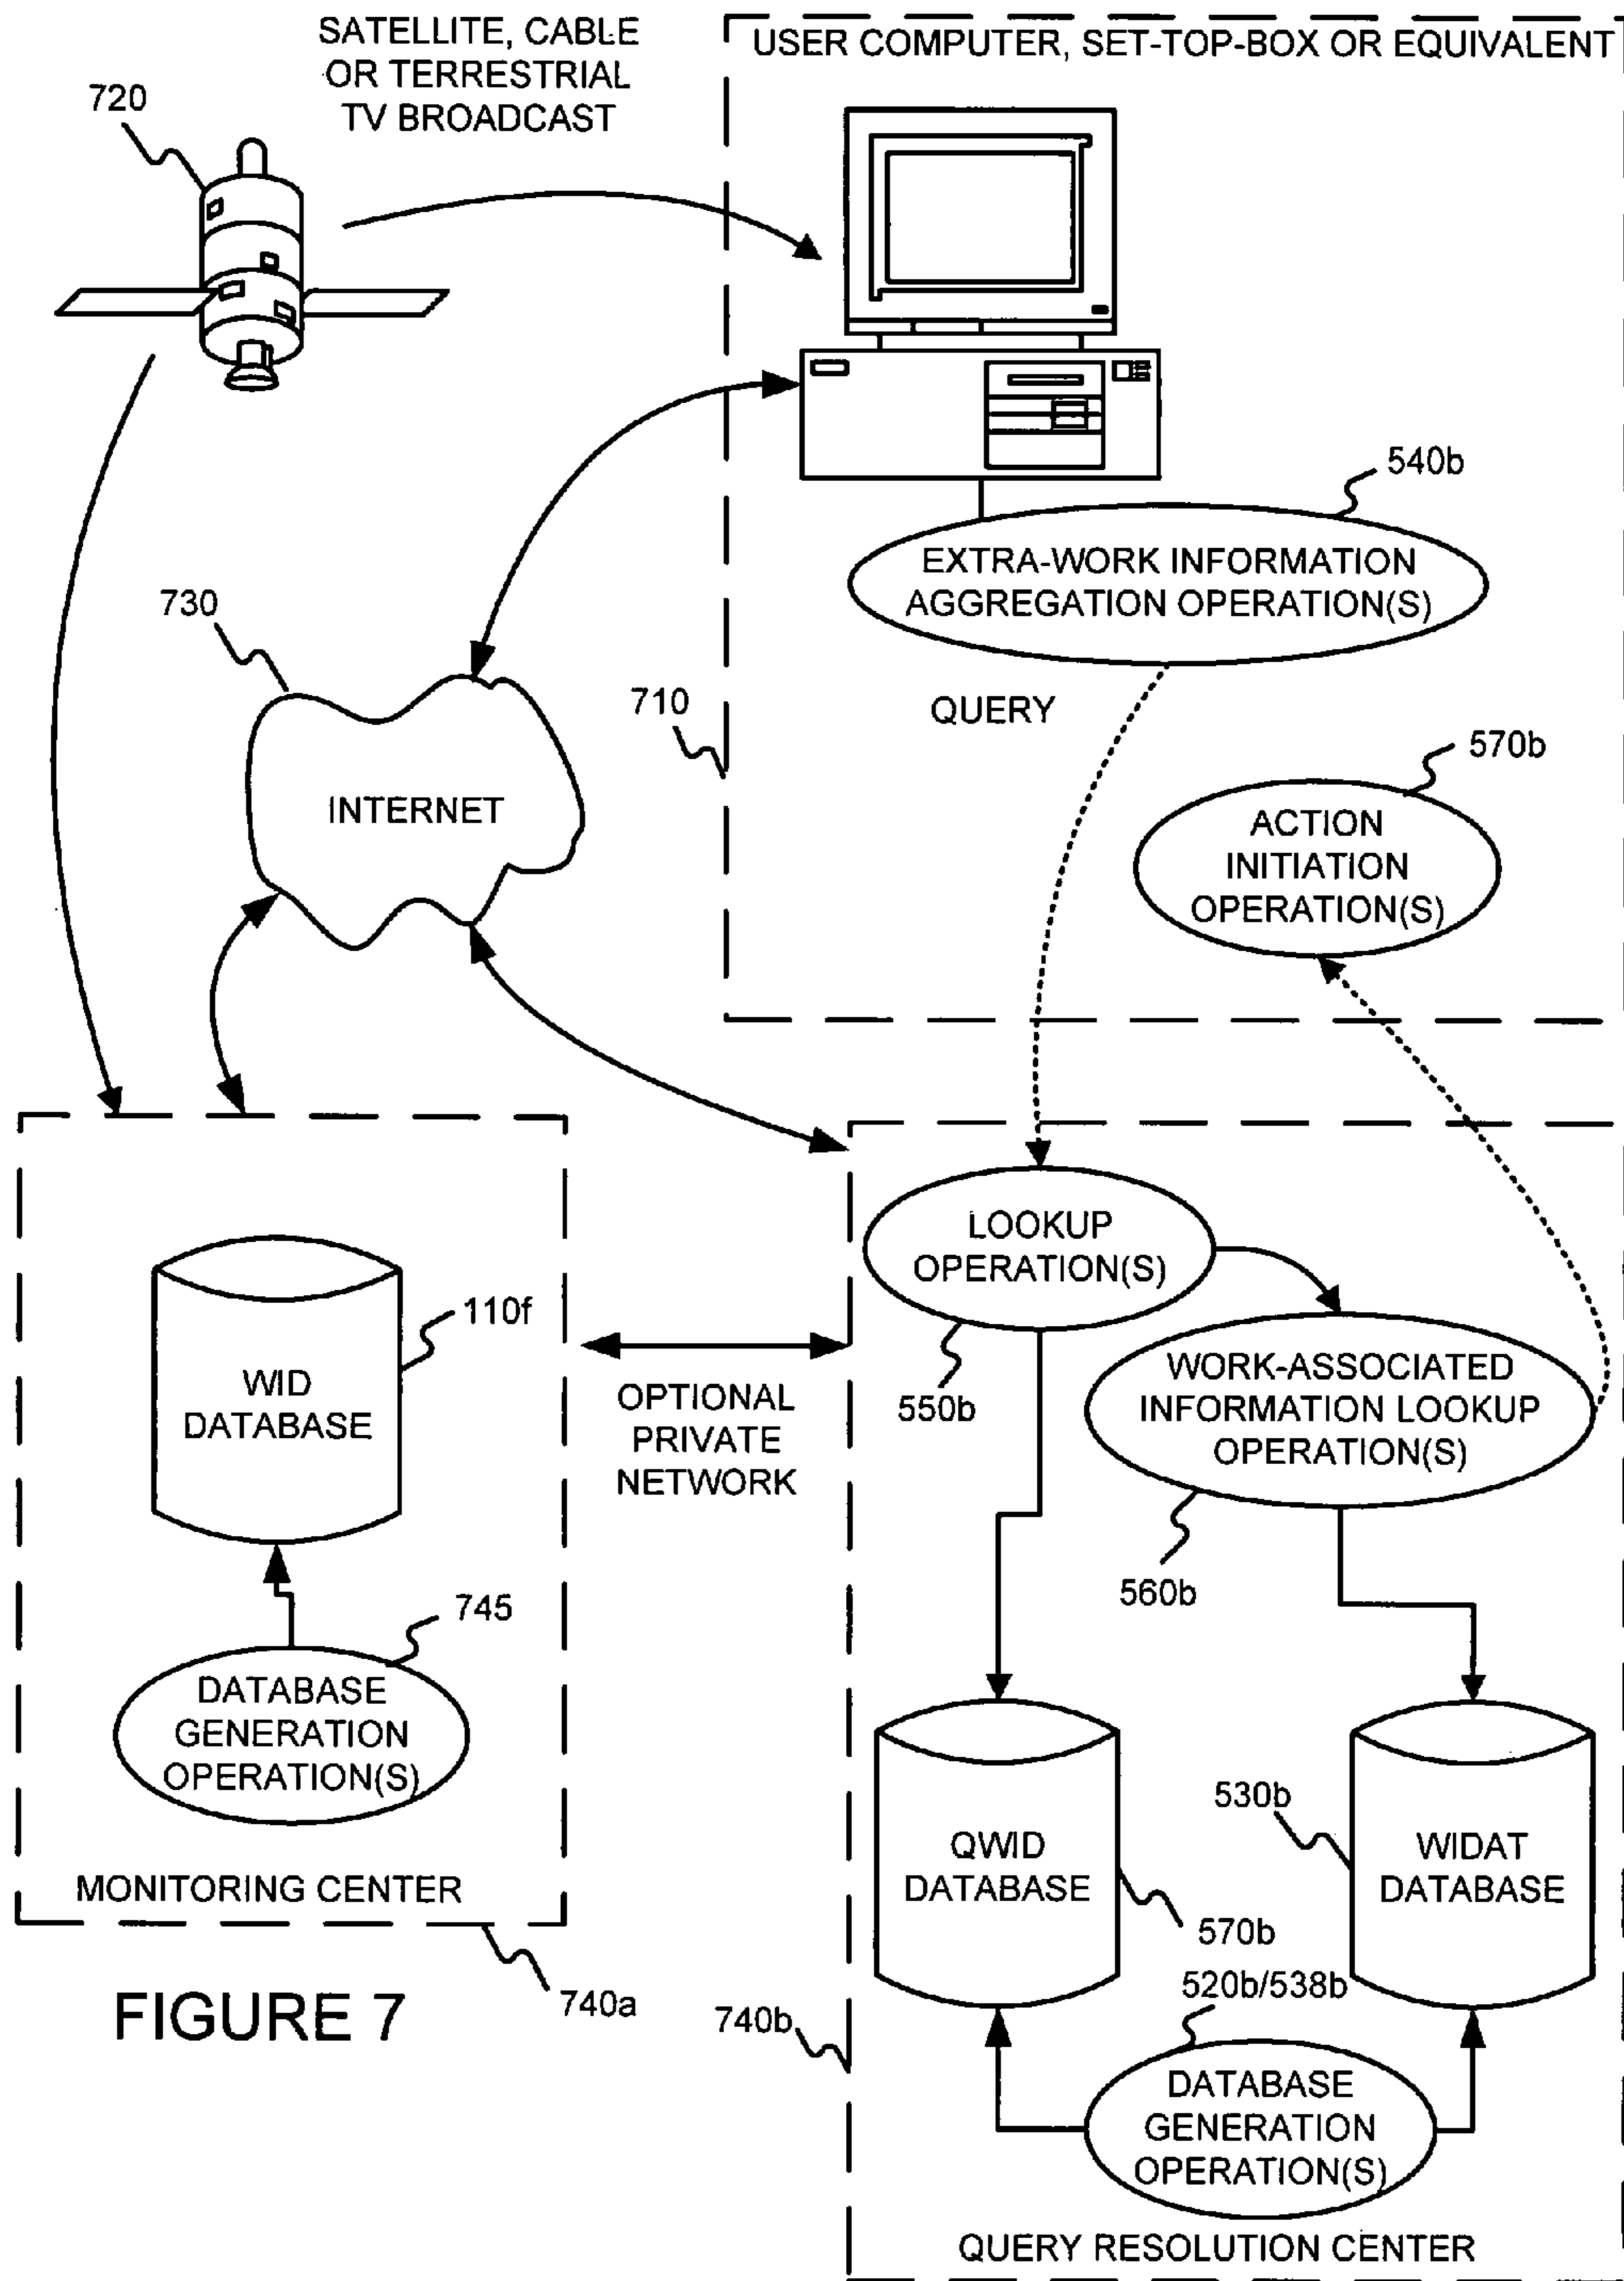 SATELLITE, CABLE
OR TERRESTRIAL
TV BROADCAST
720
USER COMPUTER, SET-TOP-BOX OR EQUIVALENT
540b
EXTRA-WORK INFORMATION
AGGREGATION OPERATION(S)
730
710
QUERY
570b
INTERNET
ACTION
INITIATION
OPERATION(S)
LOOKUP
OPERATION(S)
110f
WID
DATABASE
OPTIONAL
PRIVATE
NETWORK
550b
WORK-ASSOCIATED
INFORMATION LOOKUP
OPERATION(S)
560b
745
DATABASE
GENERATION
OPERATION(S)
530b
QWID
DATABASE
WIDAT
DATABASE
MONITORING CENTER
570b
740a
FIGURE 7
740b
520b/538b
DATABASE
GENERATION
OPERATION(S)
QUERY RESOLUTION CENTER